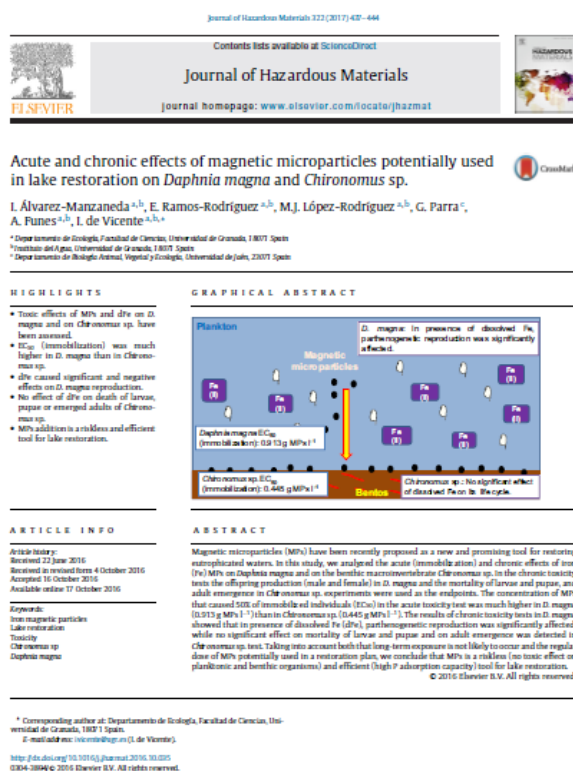 Journal of Hazardous Materials 322 (2017) 437–444
Contents lists available at ScienceDirect
Journal of Hazardous Materials
journal homepage: www.elsevier.com/locate/jhazmat
ELSEVIER
HAZARDOUS
MATERIALS
CrossMark
Acute and chronic effects of magnetic microparticles potentially used
in lake restoration on Daphnia magna and Chironomus sp.
I. Álvarez-Manzaneda a,b, E. Ramos-Rodríguez a,b, M.J. López-Rodríguez a,b, G. Parra c,
A. Funes a,b, I. de Vicente a,b,*
a Departamento de Ecología, Facultad de Ciencias, Universidad de Granada, 18071 Spain
b Instituto del Agua, Universidad de Granada, 18071 Spain
c Departamento de Biología Animal, Vegetal y Ecología, Universidad de Jaén, 23071 Spain
HIGHLIGHTS
• Toxic effects of MPs and dFe on D.
magna and on Chironomus sp. have
been assessed.
• EC50 (immobilization) was much
higher in D. magna than in Chirono-
mus sp.
• dFe caused significant and negative
effects on D. magna reproduction.
• No effect of dFe on death of larvae,
pupae or emerged adults of Chirono-
mus sp.
• MPs addition is a riskless and efficient
tool for lake restoration.
GRAPHICAL ABSTRACT
Plankton
D. magna: In presence of dissolved Fe,
parthenogenetic reproduction was significantly
affected.
Magnetic
microparticles
Fe
(II)
Fe
(II)
Fe
(II)
Fe
(II)
Fe
(II)
Fe
(II)
Fe
(II)
Daphnia magna EC50
(immobilization): 0.913 g MPs l-1
Chironomus sp. EC50
(immobilization): 0.445 g MPs l-1
Bentos
Chironomus sp.: No significant effect
of dissolved Fe on its life cycle.
ARTICLE INFO
Article history:
Received 22 June 2016
Received in revised form 4 October 2016
Accepted 16 October 2016
Available online 17 October 2016
Keywords:
Iron magnetic particles
Lake restoration
Toxicity
Chironomus sp
Daphnia magna
ABSTRACT
Magnetic microparticles (MPs) have been recently proposed as a new and promising tool for restoring
eutrophicated waters. In this study, we analyzed the acute (immobilization) and chronic effects of iron
(Fe) MPs on Daphnia magna and on the benthic macroinvertebrate Chironomus sp. In the chronic toxicity
tests the offspring production (male and female) in D. magna and the mortality of larvae and pupae, and
adult emergence in Chironomus sp. experiments were used as the endpoints. The concentration of MPs
that caused 50% of immobilized individuals (EC50) in the acute toxicity test was much higher in D. magna
(0.913 g MPs l-1) than in Chironomus sp. (0.445 g MPs l-1). The results of chronic toxicity tests in D. magna
showed that in presence of dissolved Fe (dFe), parthenogenetic reproduction was significantly affected,
while no significant effect on mortality of larvae and pupae and on adult emergence was detected in
Chironomus sp. test. Taking into account both that long-term exposure is not likely to occur and the regular
dose of MPs potentially used in a restoration plan, we conclude that MPs is a riskless (no toxic effect on
planktonic and benthic organisms) and efficient (high P adsorption capacity) tool for lake restoration.
© 2016 Elsevier B.V. All rights reserved.
* Corresponding author at: Departamento de Ecología, Facultad de Ciencias, Uni-
versidad de Granada, 18071 Spain.
E-mail address: ivicente@ugr.es (I. de Vicente).
http://dx.doi.org/10.1016/j.jhazmat.2016.10.035
0304-3894/© 2016 Elsevier B.V. All rights reserved.